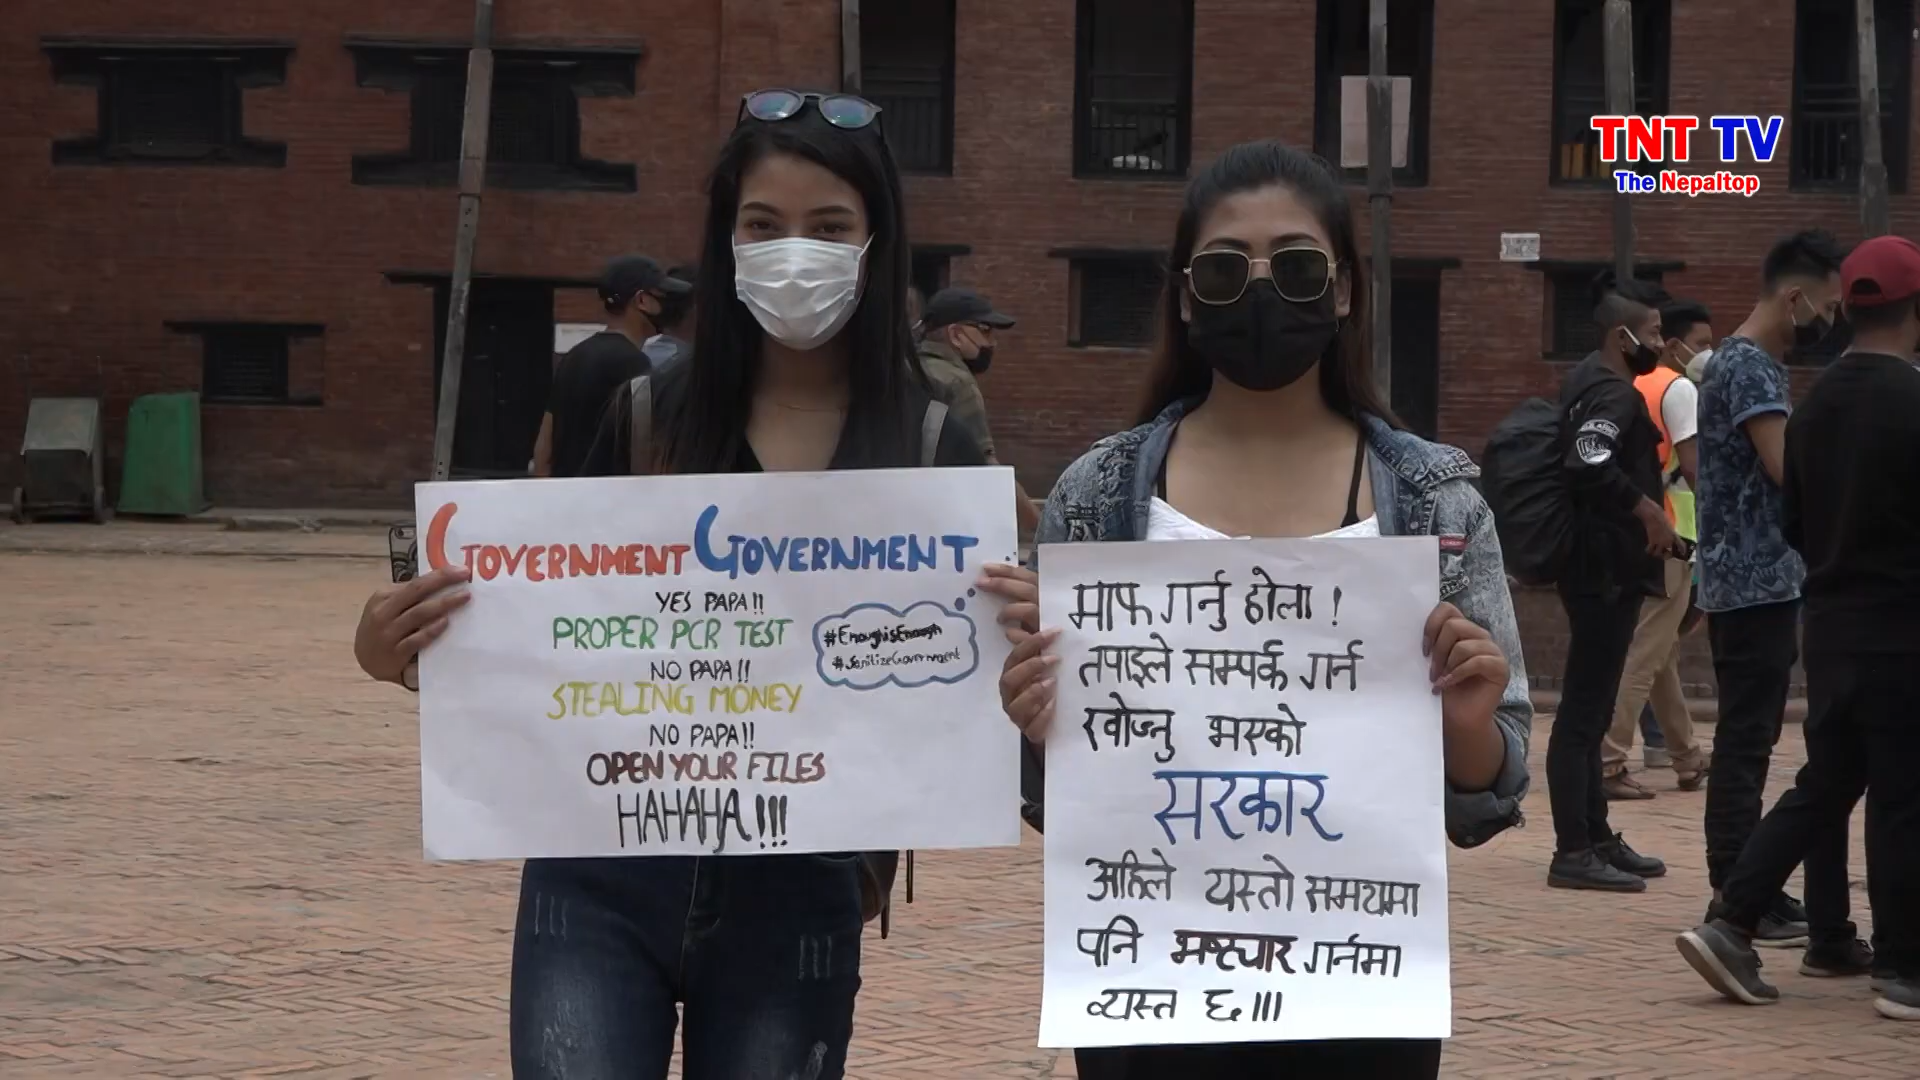 TNT TV
The Nepaltop
GOVERNMENT GOVERNMENT
YES PAPA!!
PROPER PCR TEST
NO PAPA!!
STEALING MONEY
NO PAPA!!
OPEN YOUR FILES
HAHAHA!!!
#EnoughisEnough
#SanitizeGovernment
माफ गर्नु होला !
तपाइले सम्पर्क गर्न
खोज्नु भएको
सरकार
अहिले यस्तो समयमा
पनि भष्टचार गर्नमा
व्यस्त छ।।।